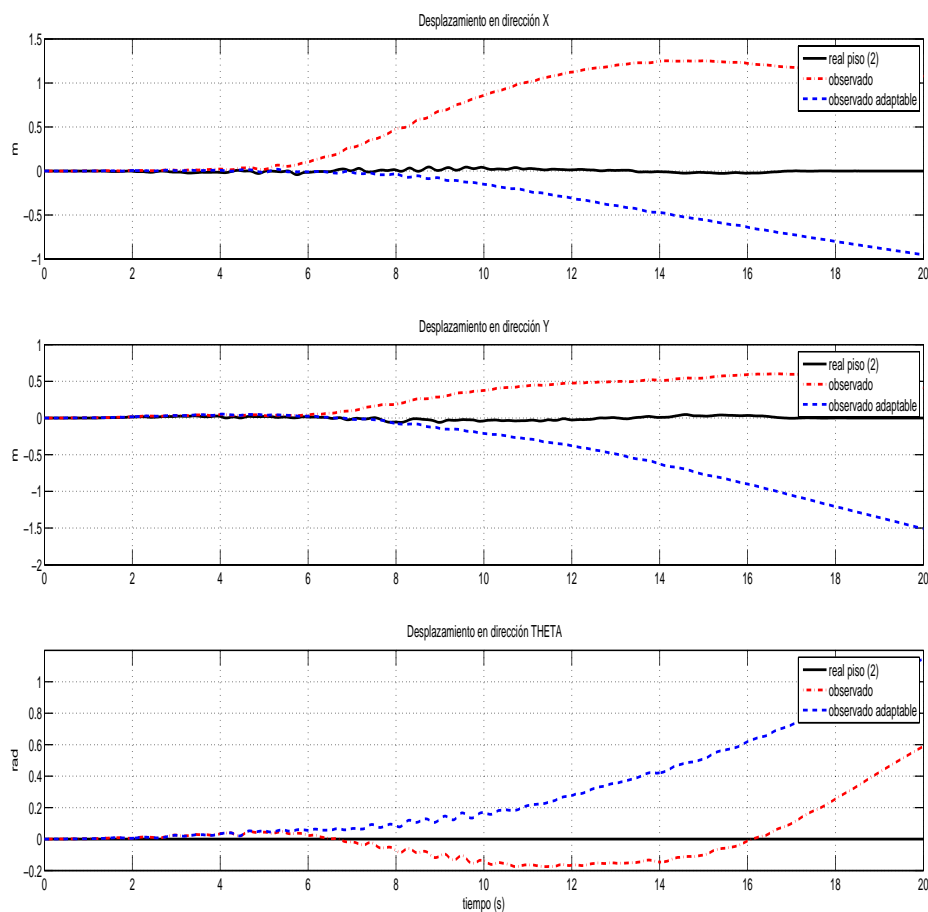 Desplazamiento en dirección X
1.5
1
0.5
0
−0.5
−1
m
real piso (2)
observado
observado adaptable
0 2 4 6 8 10 12 14 16 18 20
Desplazamiento en dirección Y
1
0.5
0
−0.5
−1
−1.5
−2
m
real piso (2)
observado
observado adaptable
0 2 4 6 8 10 12 14 16 18 20
Desplazamiento en dirección THETA
1
0.8
0.6
0.4
0.2
0
−0.2
rad
real piso (2)
observado
observado adaptable
0 2 4 6 8 10 12 14 16 18 20
tiempo (s)